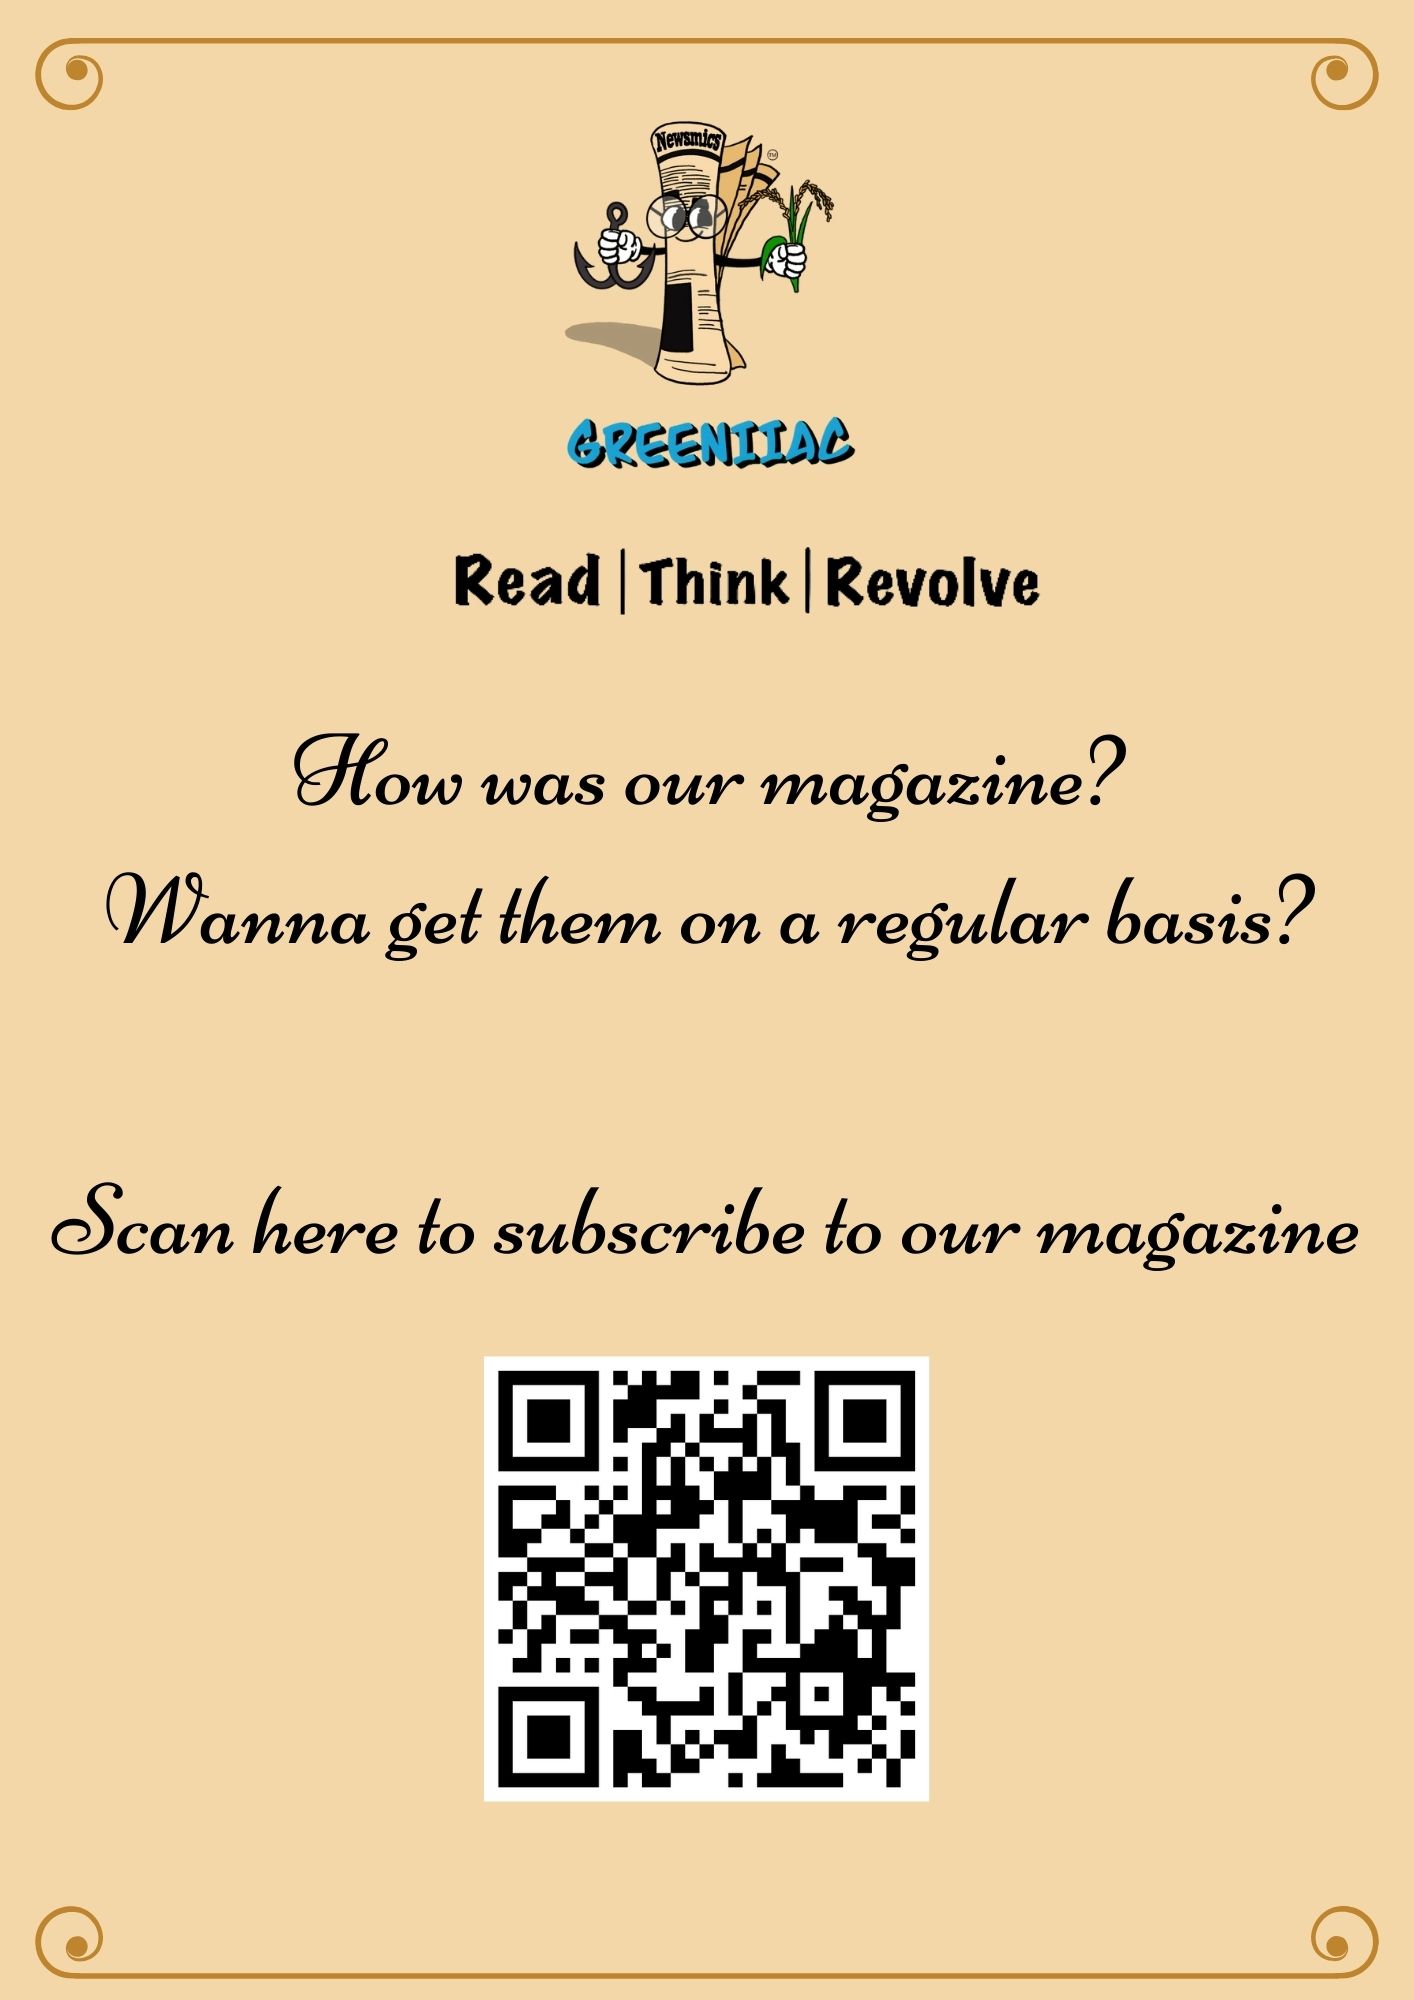 Newsmics
TM
GREENIIAC
Read | Think | Revolve
How was our magazine?
Wanna get them on a regular basis?
Scan here to subscribe to our magazine